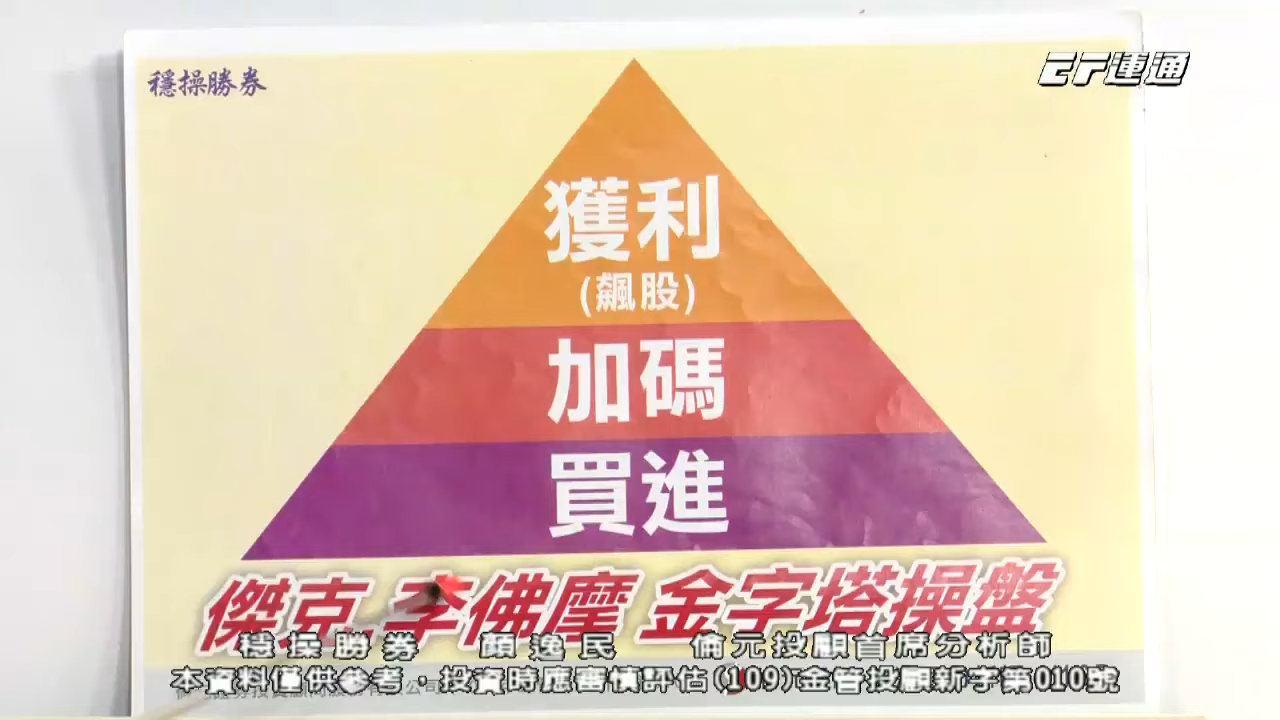 穩操勝券
運通
獲利
(飆股)
加碼
買進
傑克.李佛摩 金字塔操盤
穩操勝券 顏逸民 倫元投顧首席分析師
本資料僅供參考，投資時應審慎評估(109)金管投顧新字第010號